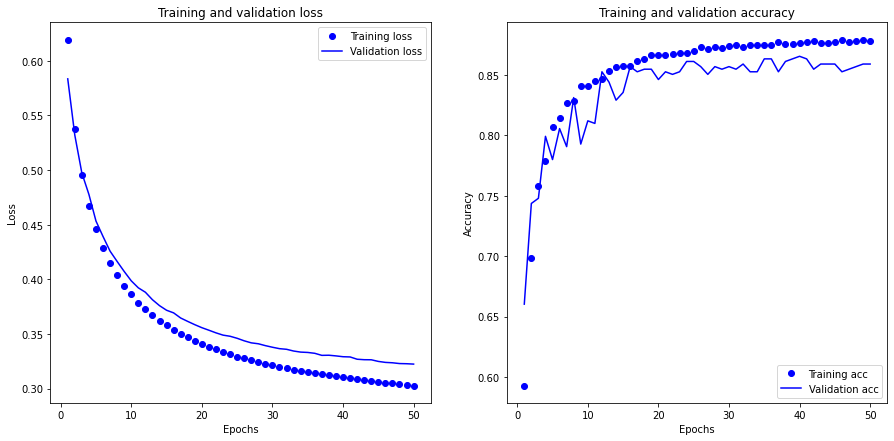 Training and validation loss
Training loss
Validation loss
0.60
0.55
0.50
0.45
0.40
0.35
0.30
Loss
0 10 20 30 40 50
Epochs
Training and validation accuracy
0.85
0.80
0.75
0.70
0.65
0.60
Accuracy
Training acc
Validation acc
0 10 20 30 40 50
Epochs